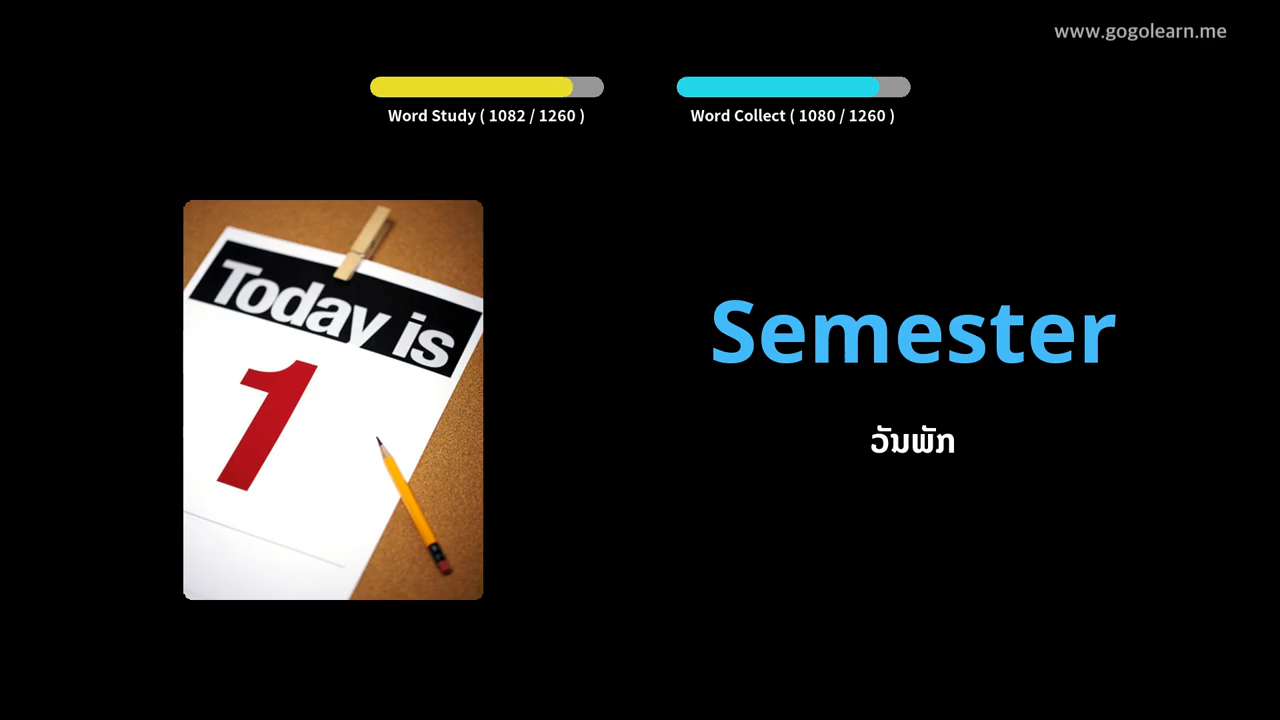 www.gogolearn.me
Word Study ( 1082 / 1260 )
Word Collect ( 1080 / 1260 )
Today is
1
Semester
ວັນພັກ